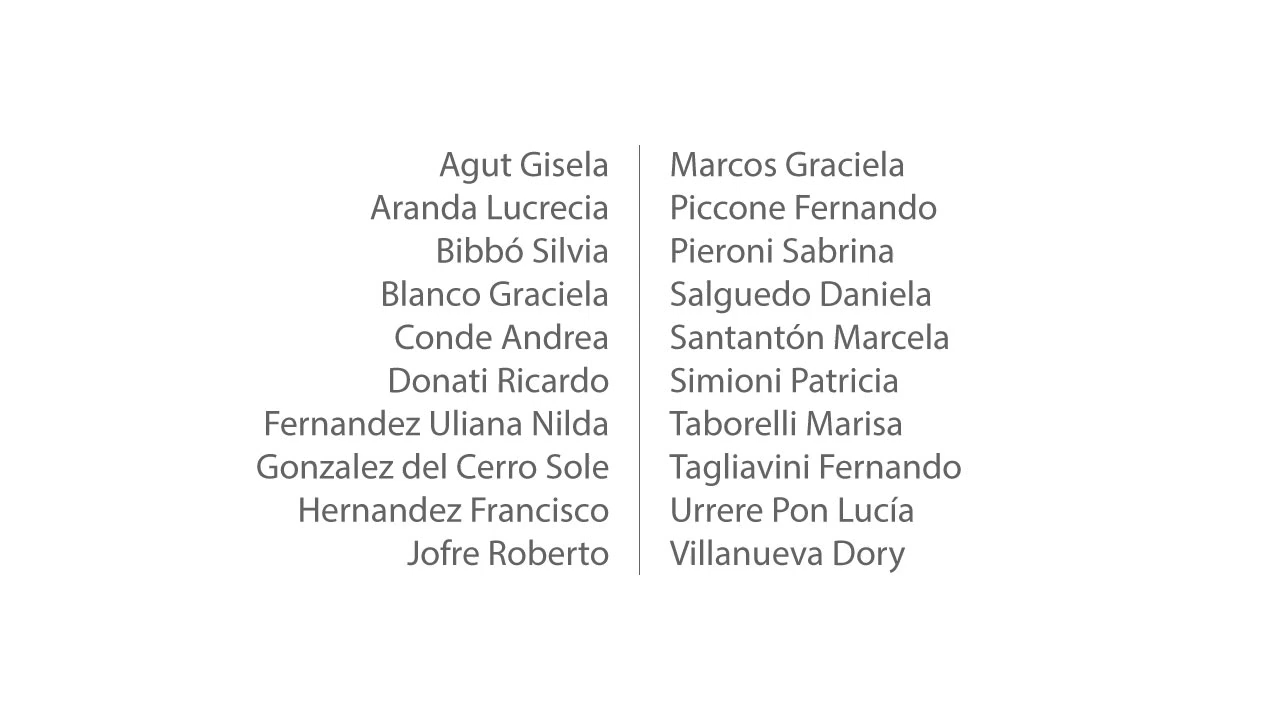 Agut Gisela
Aranda Lucrecia
Bibbó Silvia
Blanco Graciela
Conde Andrea
Donati Ricardo
Fernandez Uliana Nilda
Gonzalez del Cerro Sole
Hernandez Francisco
Jofre Roberto
Marcos Graciela
Piccone Fernando
Pieroni Sabrina
Salguedo Daniela
Santantón Marcela
Simioni Patricia
Taborelli Marisa
Tagliavini Fernando
Urrere Pon Lucía
Villanueva Dory